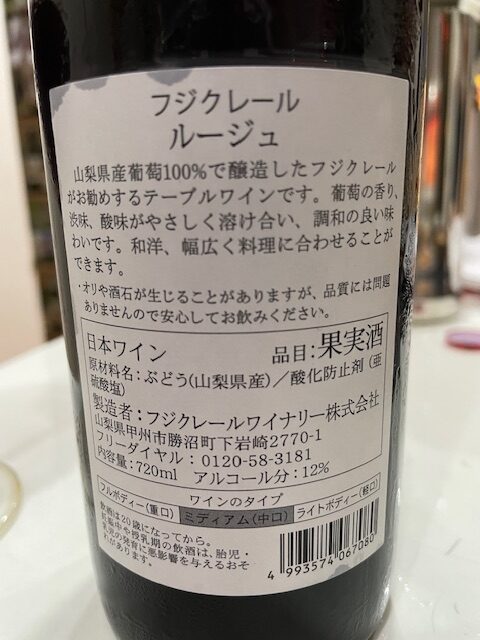 フジクレール
ルージュ
山梨県産葡萄100%で醸造したフジクレール
がお勧めするテーブルワインです。葡萄の香り、
渋味、酸味がやさしく溶け合い、調和の良い味
わいです。和洋、幅広く料理に合わせることが
できます。
・オリや酒石が生じることがありますが、品質には問題
ありませんので安心してお飲みください。
日本ワイン 品目:果実酒
原材料名:ぶどう(山梨県産)/酸化防止剤(亜
硫酸塩)
製造者:フジクレールワイナリー株式会社
山梨県甲州市勝沼町下岩崎2770-1
フリーダイヤル:0120-58-3181
内容量:720ml アルコール分:12%
ワインのタイプ
フルボディー(重口) ミディアム(中口) ライトボディー(軽口)
飲酒は20歳になってから。
妊娠中や授乳期の飲酒は、胎児・
乳児の発育に悪影響を与えるおそ
れがあります。
4 993574 067080